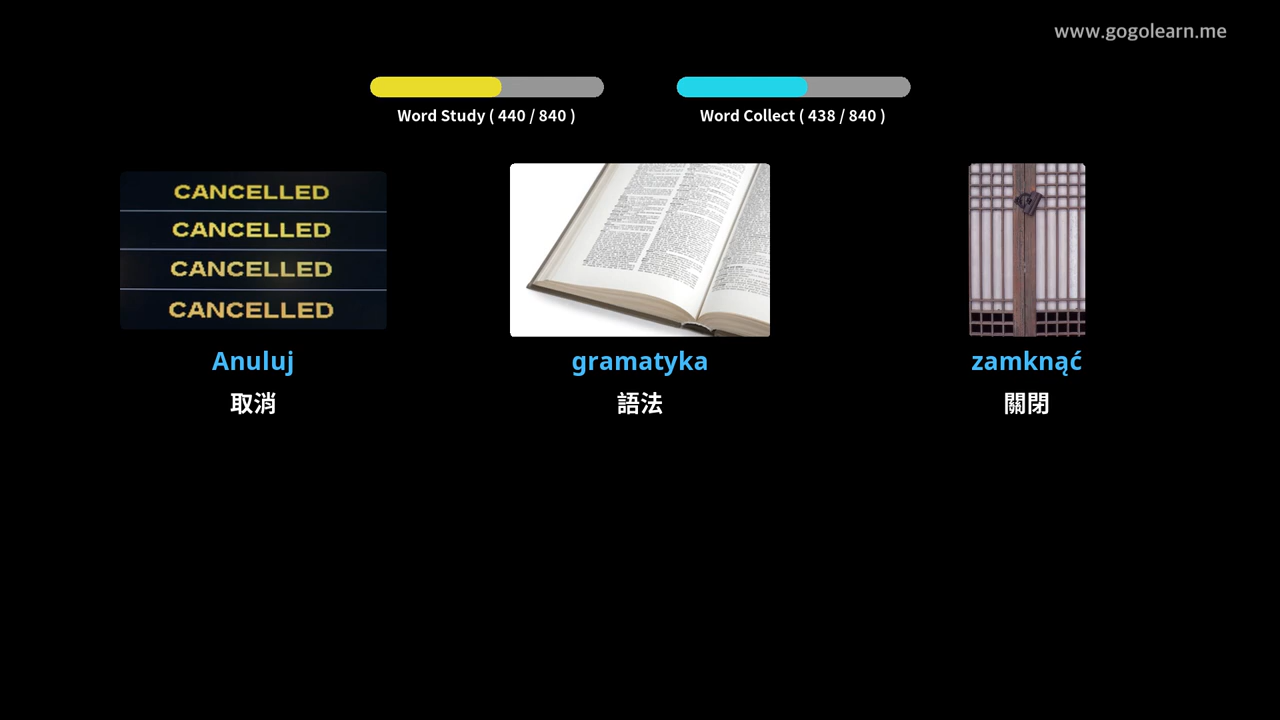 www.gogolearn.me
Word Study ( 440 / 840 )
Word Collect ( 438 / 840 )
CANCELLED
CANCELLED
CANCELLED
CANCELLED
Anuluj
取消
gramatyka
語法
zamknąć
關閉